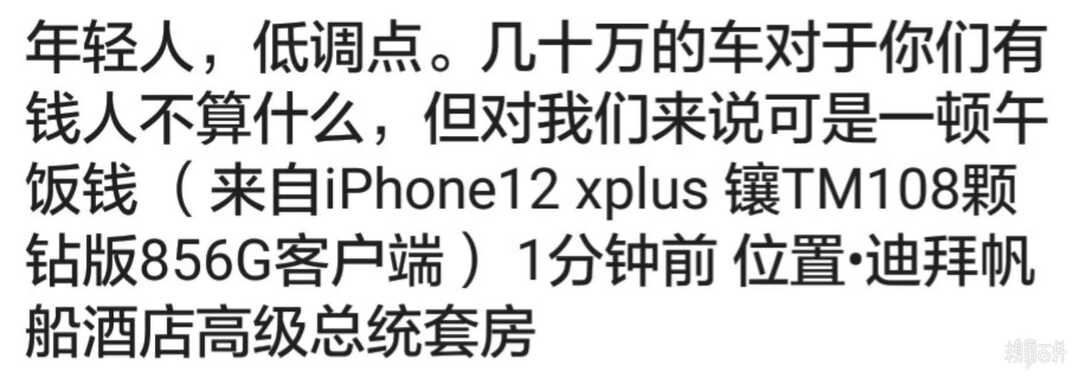 年轻人，低调点。几十万的车对于你们有
钱人不算什么，但对我们来说可是一顿午
饭钱（来自iPhone12 xplus 镶TM108颗
钻版856G客户端）1分钟前 位置•迪拜帆
船酒店高级总统套房